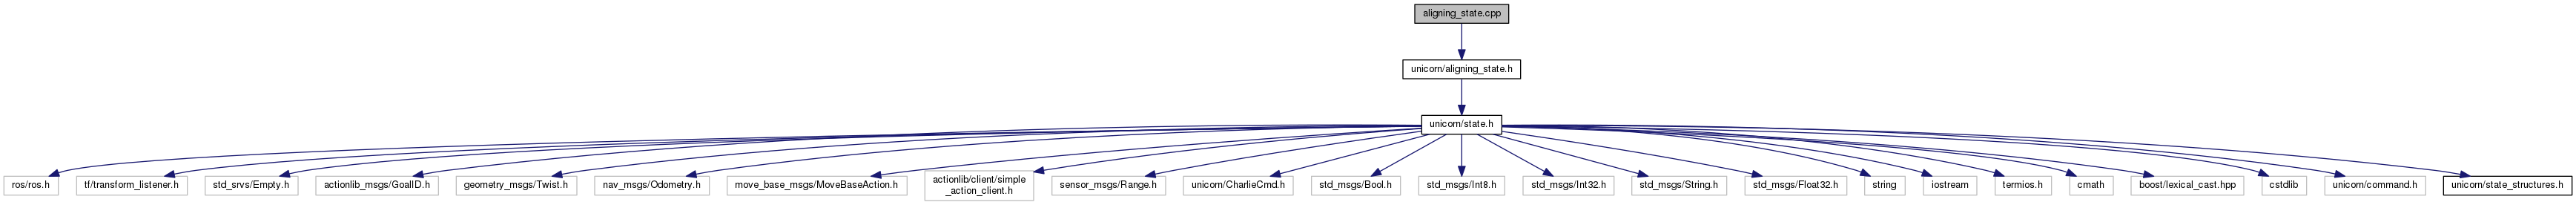 aligning_state.cpp
unicorn/aligning_state.h
unicorn/state.h
ros/ros.h
tf/transform_listener.h
std_srvs/Empty.h
actionlib_msgs/GoalID.h
geometry_msgs/Twist.h
nav_msgs/Odometry.h
move_base_msgs/MoveBaseAction.h
actionlib/client/simple
_action_client.h
sensor_msgs/Range.h
unicorn/CharlieCmd.h
std_msgs/Bool.h
std_msgs/Int8.h
std_msgs/Int32.h
std_msgs/String.h
std_msgs/Float32.h
string
iostream
termios.h
cmath
boost/lexical_cast.hpp
cstdlib
unicorn/command.h
unicorn/state_structures.h